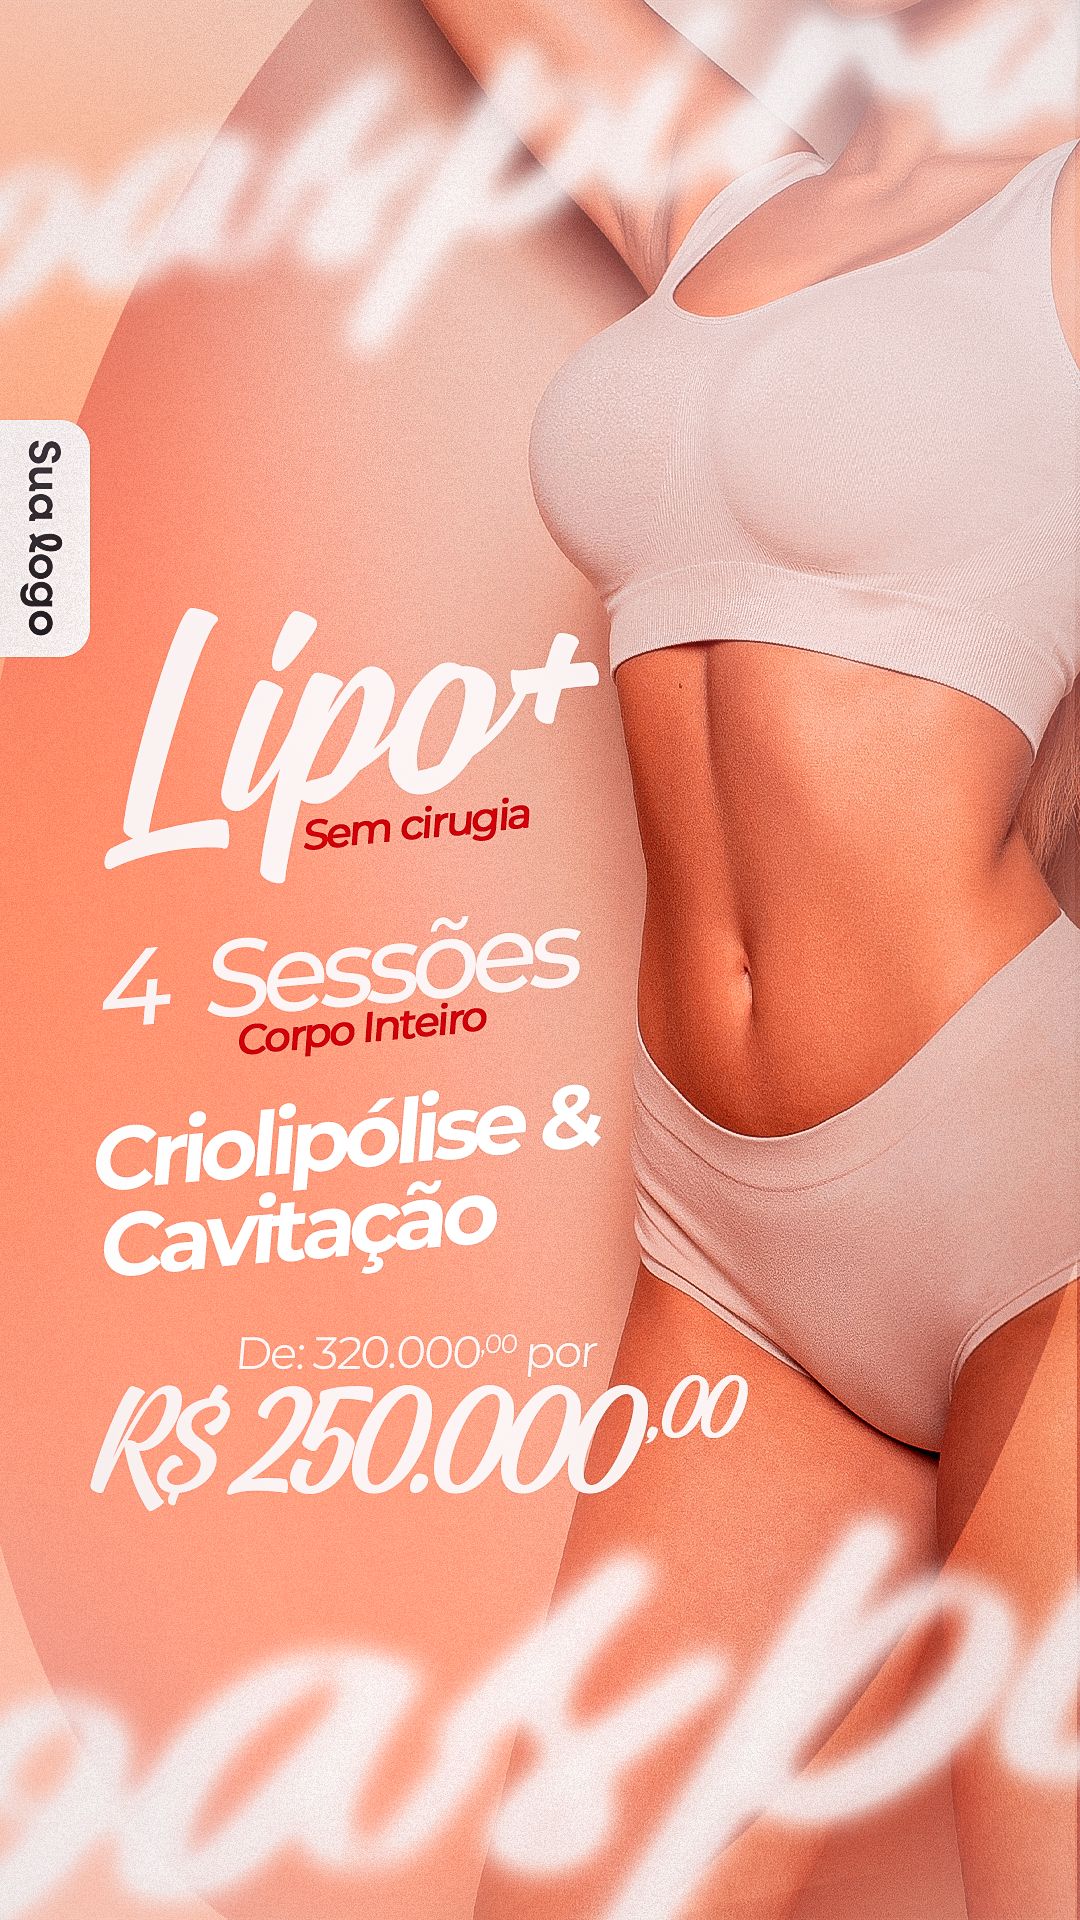 Sua logo
Lipo+
Sem cirugia
4 Sessões
Corpo Inteiro
Criolipólise &
Cavitação
De: 320.000,00 por
R$ 250.000,00